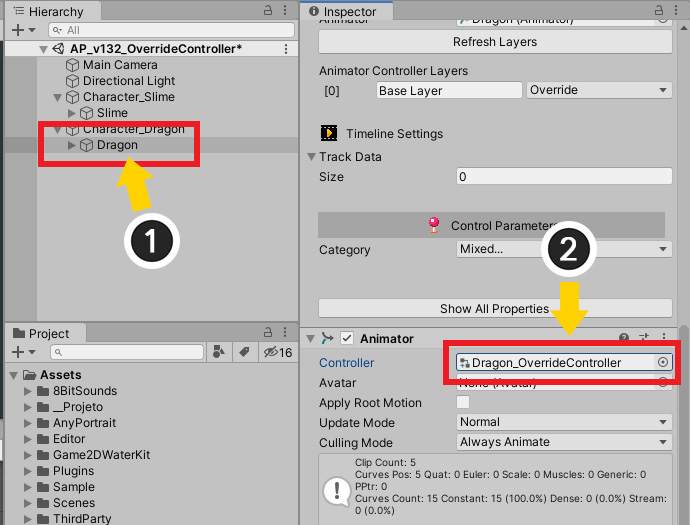 Hierarchy
All
AP_v132_OverrideController*
Main Camera
Directional Light
Character_Slime
Slime
Character_Dragon
Dragon
1
Project
16
Assets
8BitSounds
__Projeto
AnyPortrait
Editor
Game2DWaterKit
Plugins
Sample
Scenes
ThirdParty
Inspector
Animator Dragon (Animator)
Refresh Layers
Animator Controller Layers
[0] Base Layer Override
Timeline Settings
Track Data
Size 0
Control Parameters
Category Mixed...
2
Show All Properties
Animator
Controller Dragon_OverrideController
Avatar None (Avatar)
Apply Root Motion
Update Mode Normal
Culling Mode Always Animate
Clip Count: 5
Curves Pos: 5 Quat: 0 Euler: 0 Scale: 0 Muscles: 0 Generic: 0
PPtr: 0
Curves Count: 15 Constant: 15 (100.0%) Dense: 0 (0.0%) Stream:
0 (0.0%)